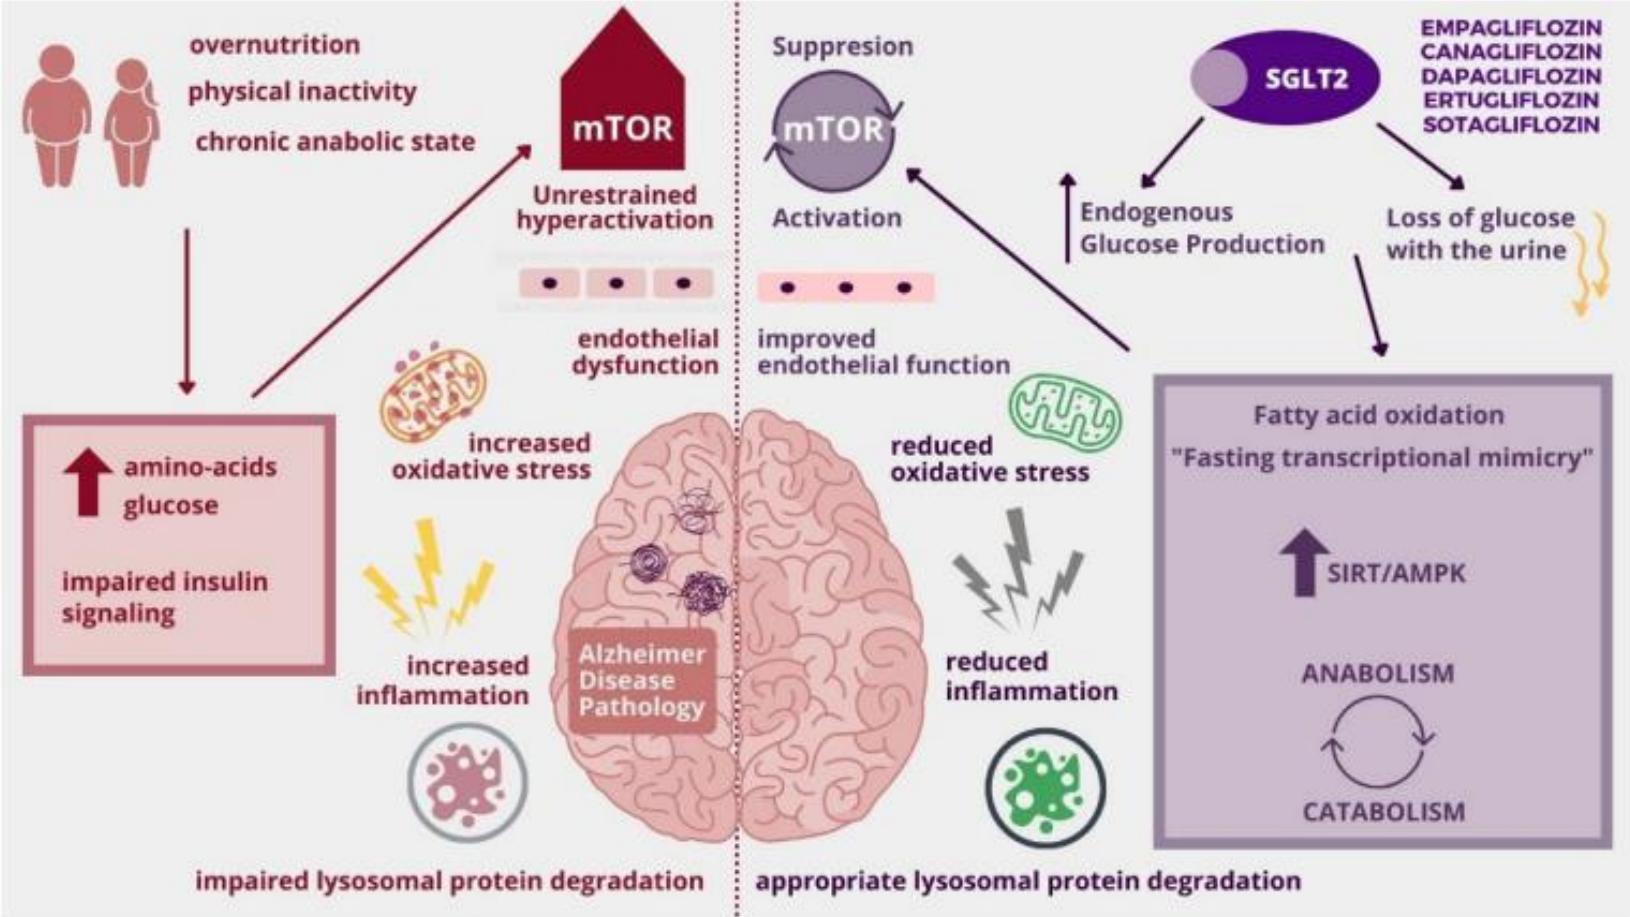 overnutrition
physical inactivity
chronic anabolic state
mTOR
Unrestrained
hyperactivation
endothelial
dysfunction
increased
oxidative stress
amino-acids
glucose
impaired insulin
signaling
increased
inflammation
Alzheimer
Disease
Pathology
impaired lysosomal protein degradation
Suppresion
mTOR
Activation
SGLT2
EMPAGLIFLOZIN
CANAGLIFLOZIN
DAPAGLIFLOZIN
ERTUGLIFLOZIN
SOTAGLIFLOZIN
Endogenous
Glucose Production
Loss of glucose
with the urine
improved
endothelial function
reduced
oxidative stress
reduced
inflammation
Fatty acid oxidation
"Fasting transcriptional mimicry"
SIRT/AMPK
ANABOLISM
CATABOLISM
appropriate lysosomal protein degradation